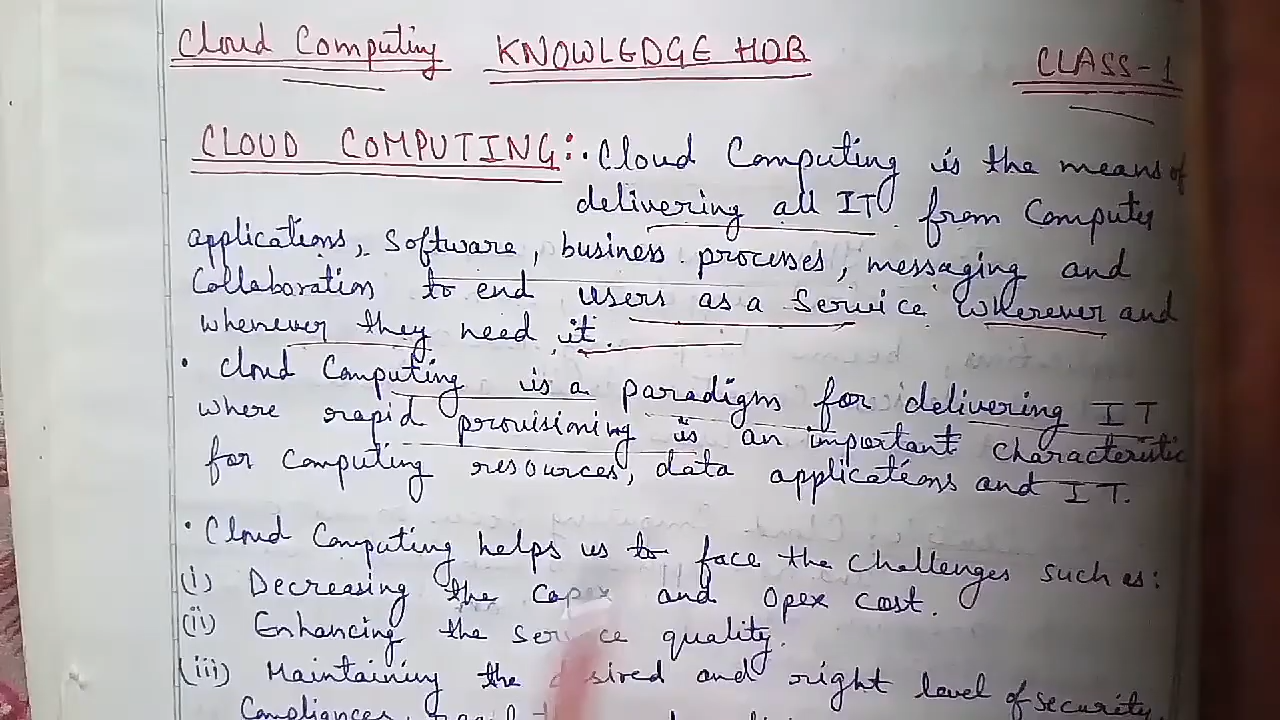 Cloud Computing KNOWLEDGE HUB CLASS-1
CLOUD COMPUTING:· Cloud Computing is the means of
delivering all IT from Computer
applications, Software, business processes, messaging and
Collaboration to end users as a Service wherever and
whenever they need it.
· Cloud Computing is a paradigm for delivering IT
where rapid provisioning is an important characteristic
for Computing resources, data applications and IT.
· Cloud Computing helps us to face the challenges such as:
(i) Decreasing the capex and Opex cost.
(ii) Enhancing the Service quality.
(iii) Maintaining the desired and right level of security,
Compliances,